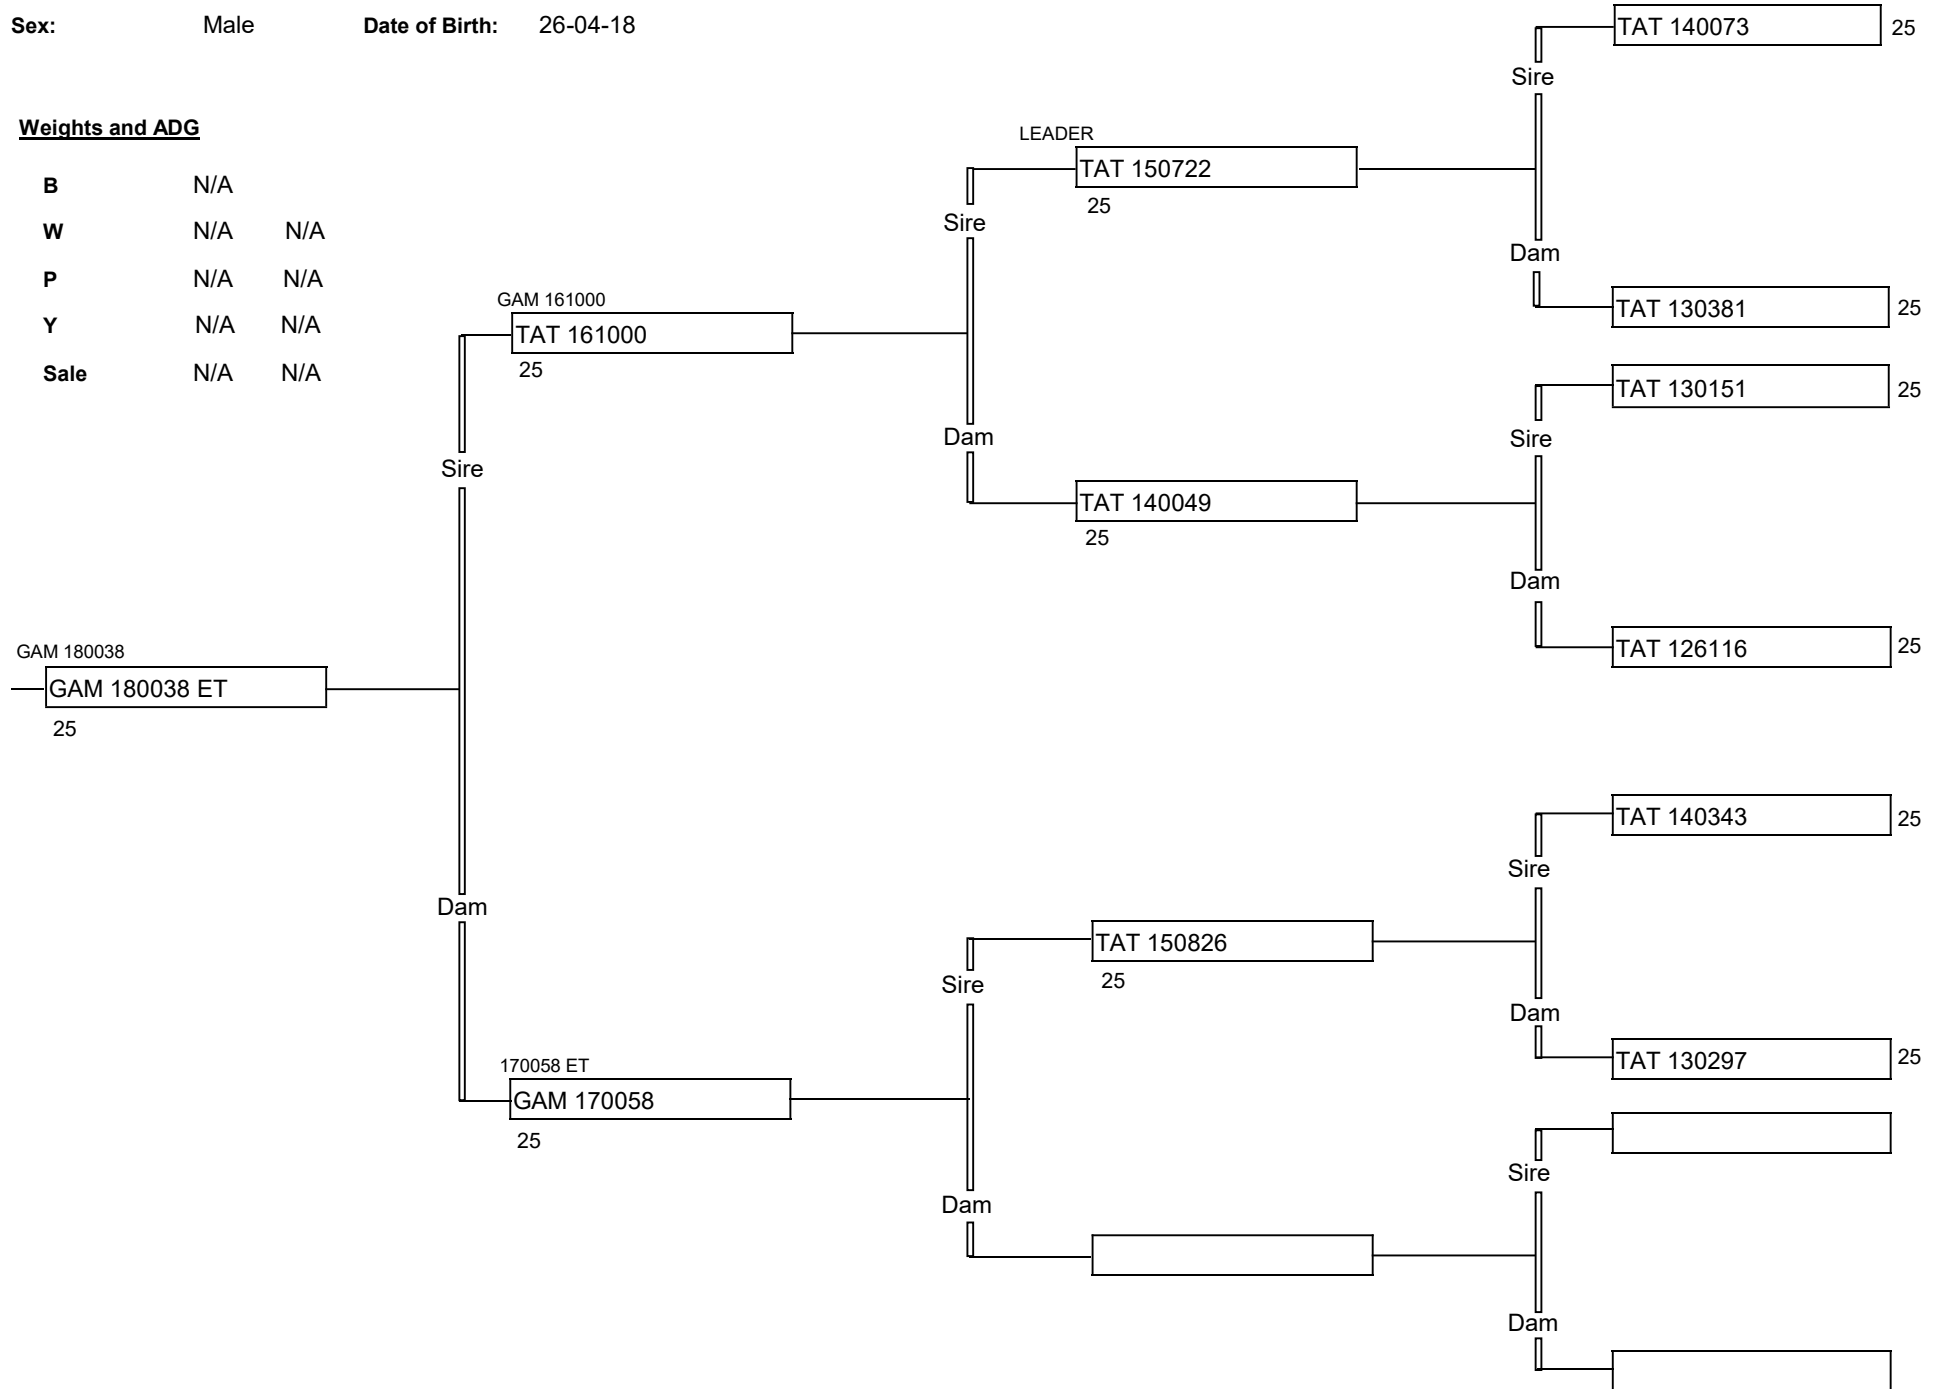 Sex: Male Date of Birth: 26-04-18
TAT 140073 25
Sire
Weights and ADG
LEADER
TAT 150722
25
B N/A
W N/A N/A
Sire
Dam
P N/A N/A
GAM 161000
TAT 130381 25
Y N/A N/A
TAT 161000
25
Sale N/A N/A
TAT 130151 25
Dam
Sire
Sire
TAT 140049
25
Dam
GAM 180038
GAM 180038 ET
25
TAT 126116 25
TAT 140343 25
Sire
Dam
TAT 150826
25
Sire
Dam
170058 ET
GAM 170058
25
TAT 130297 25
Sire
Dam
Dam